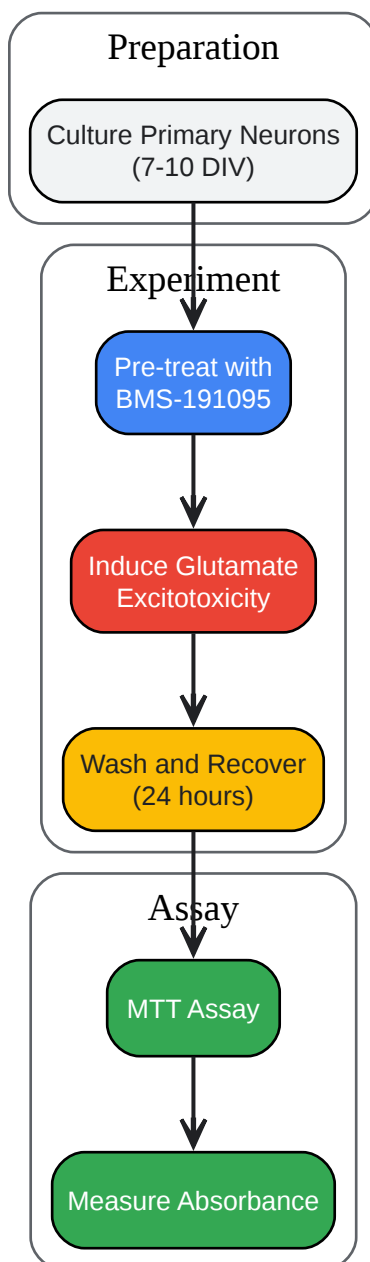 Preparation
Culture Primary Neurons
(7-10 DIV)
Experiment
Pre-treat with
BMS-191095
Induce Glutamate
Excitotoxicity
Wash and Recover
(24 hours)
Assay
MTT Assay
Measure Absorbance